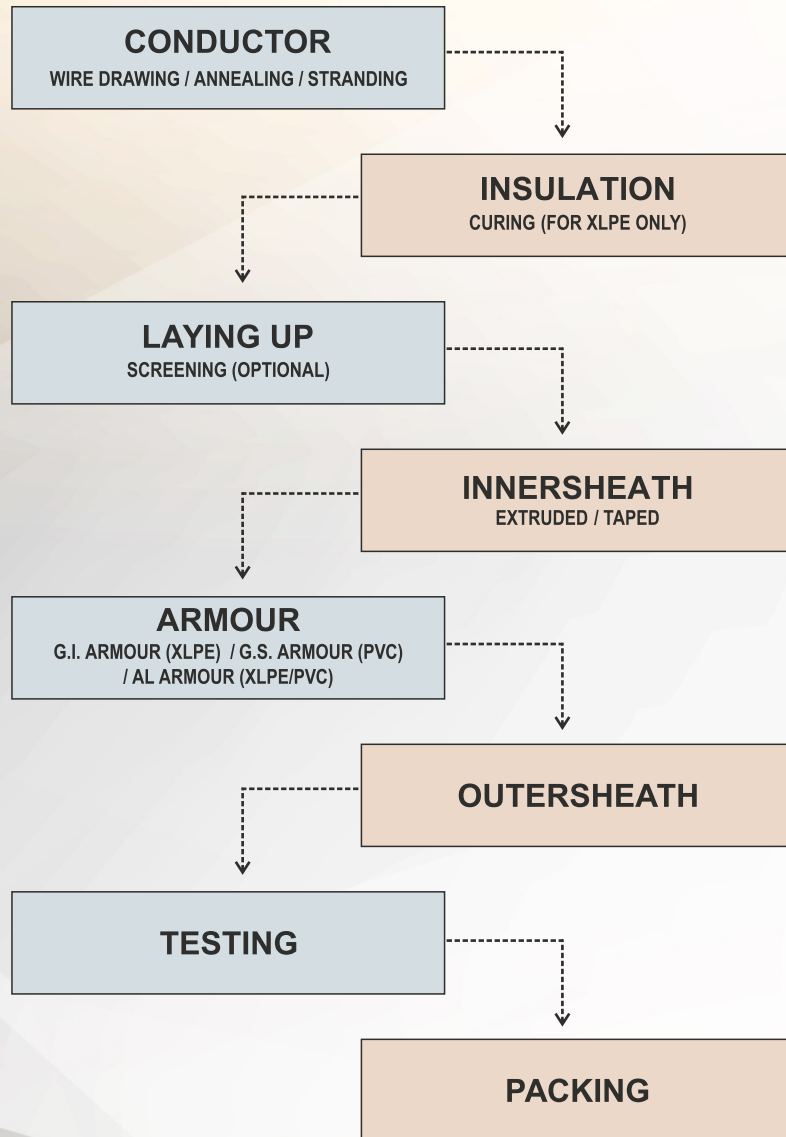 CONDUCTOR
WIRE DRAWING / ANNEALING / STRANDING
INSULATION
CURING (FOR XLPE ONLY)
LAYING UP
SCREENING (OPTIONAL)
INNERSHEATH
EXTRUDED / TAPED
ARMOUR
G.I. ARMOUR (XLPE) / G.S. ARMOUR (PVC)
/ AL ARMOUR (XLPE/PVC)
OUTERSHEATH
TESTING
PACKING